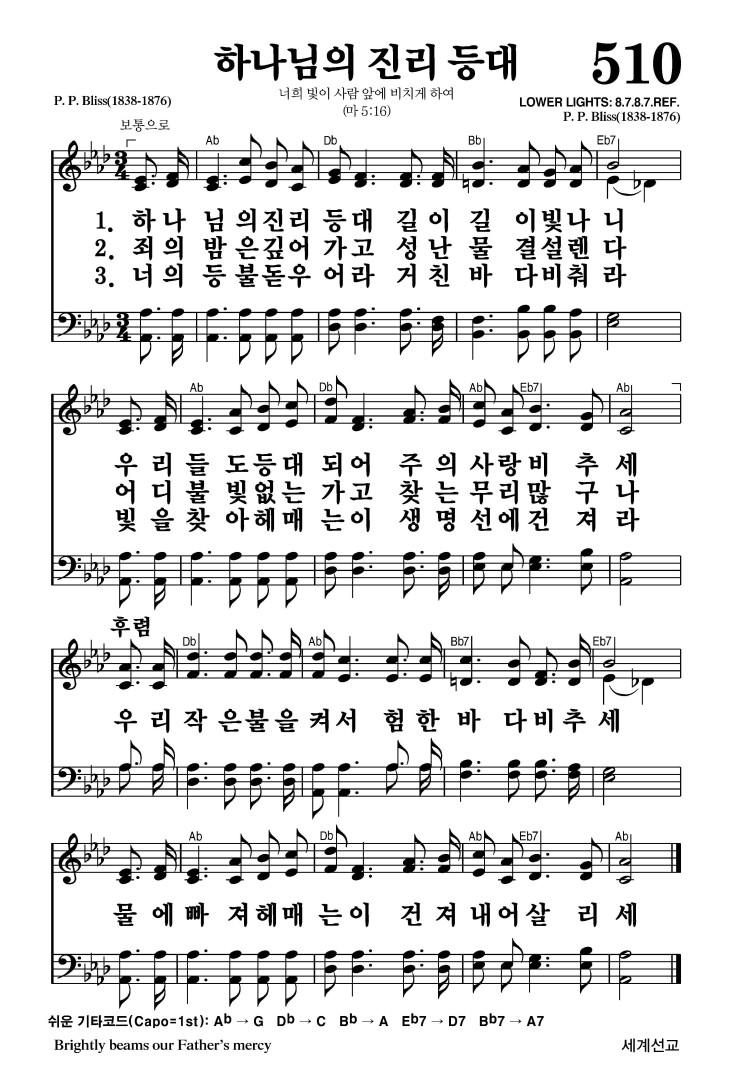 하나님의 진리 등대 510
너희 빛이 사람 앞에 비치게 하여
P. P. Bliss(1838-1876) (마 5:16) LOWER LIGHTS: 8.7.8.7.REF.
P. P. Bliss(1838-1876)
보통으로
Ab Db Bb Eb7
3 4
1. 하 나 님 의진리 등대 길이 길 이빛나 니
2. 죄의 밤 은깊어 가고 성난 물 결설렌 다
3. 너의 등 불돋우 어라 거친 바 다비춰 라
3 4
Ab Db Ab Eb7 Ab
우 리 들 도등대 되어 주 의 사랑비 추 세
어 디 불 빛없는 가고 찾 는 무리많 구 나
빛 을 찾 아헤매 는이 생 명 선에건 져 라
후렴
Db Ab Bb7 Eb7
우 리 작 은불을 켜서 험 한 바 다비추 세
Ab Db Ab Eb7 Ab
물 에 빠 져헤매 는이 건 져 내어살 리 세
쉬운 기타코드(Capo=1st): Ab → G Db → C Bb → A Eb7 → D7 Bb7 → A7
Brightly beams our Father's mercy 세계선교